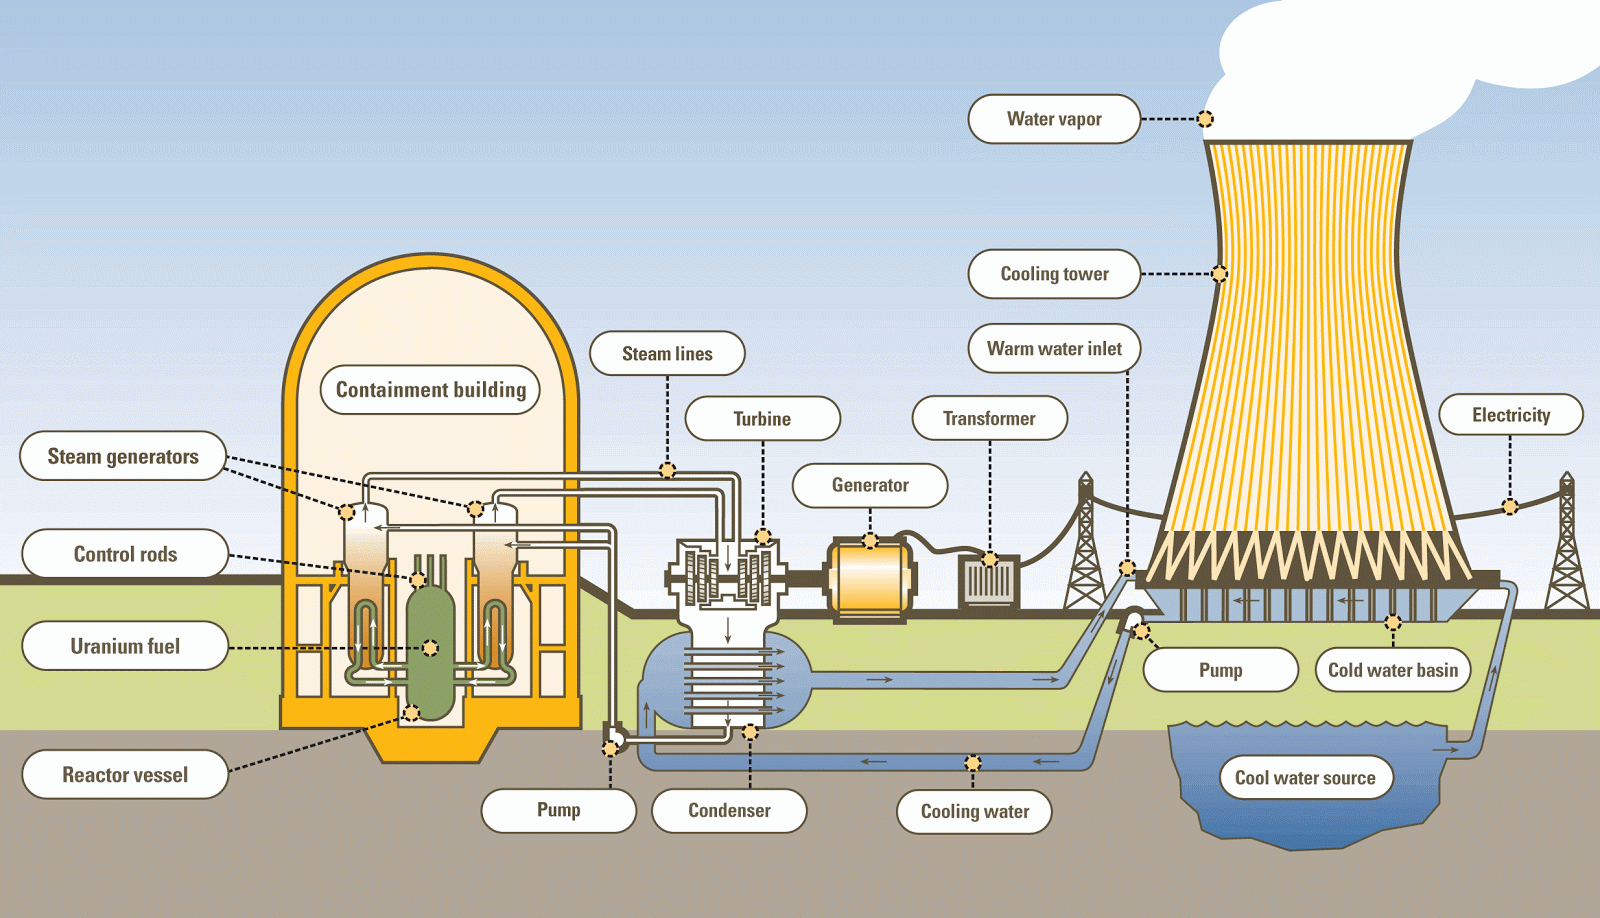 Water vapor
Cooling tower
Warm water inlet
Steam lines
Containment building
Turbine
Transformer
Electricity
Steam generators
Generator
Control rods
Uranium fuel
Pump
Cold water basin
Reactor vessel
Cool water source
Pump
Condenser
Cooling water